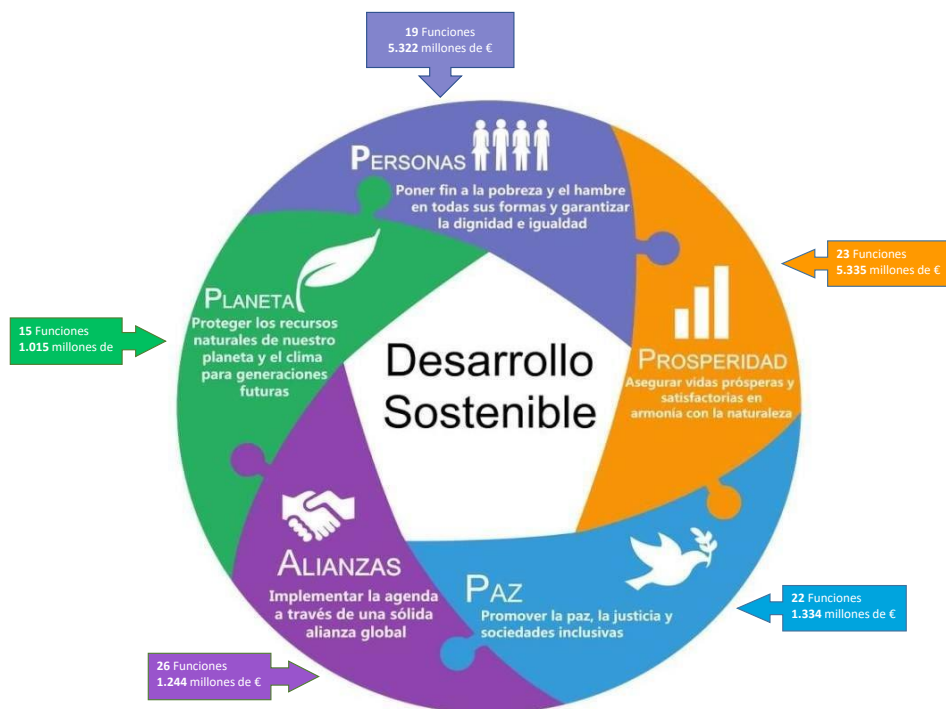 19 Funciones
5.322 millones de €
PERSONAS
Poner fin a la pobreza y el hambre
en todas sus formas y garantizar
la dignidad e igualdad
23 Funciones
5.335 millones de €
PROSPERIDAD
Asegurar vidas prósperas y
satisfactorias en
armonía con la naturaleza
PLANETA
Proteger los recursos
naturales de nuestro
planeta y el clima
para generaciones
futuras
15 Funciones
1.015 millones de
Desarrollo
Sostenible
ALIANZAS
Implementar la agenda
a través de una sólida
alianza global
PAZ
Promover la paz, la justicia y
sociedades inclusivas
22 Funciones
1.334 millones de €
26 Funciones
1.244 millones de €